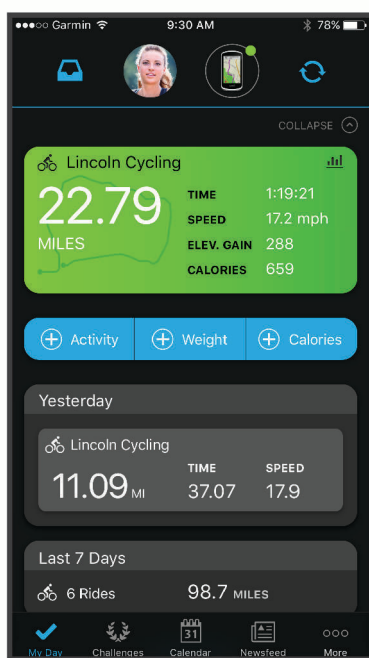 Garmin 9:30 AM 78%
COLLAPSE
Lincoln Cycling
22.79
MILES
TIME 1:19:21
SPEED 17.2 mph
ELEV. GAIN 288
CALORIES 659
Activity Weight Calories
Yesterday
Lincoln Cycling
11.09 MI
TIME SPEED
37.07 17.9
Last 7 Days
6 Rides 98.7 MILES
31
My Day Challenges Calendar Newsfeed More